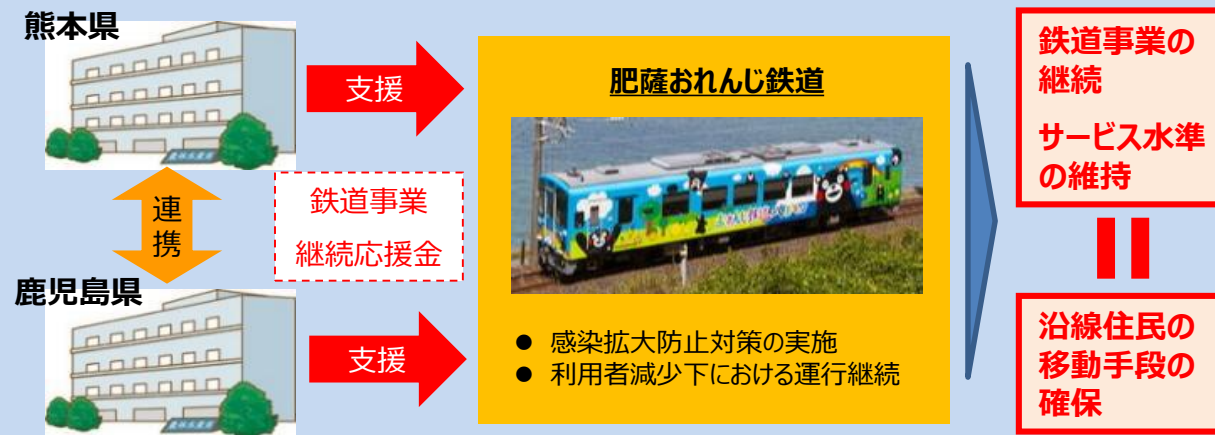 熊本県
支援
連
携
鹿児島県
支援
鉄道事業
継続応援金
肥薩おれんじ鉄道
● 感染拡大防止対策の実施
● 利用者減少下における運行継続
鉄道事業の
継続
サービス水準
の維持
沿線住民の
移動手段の
確保